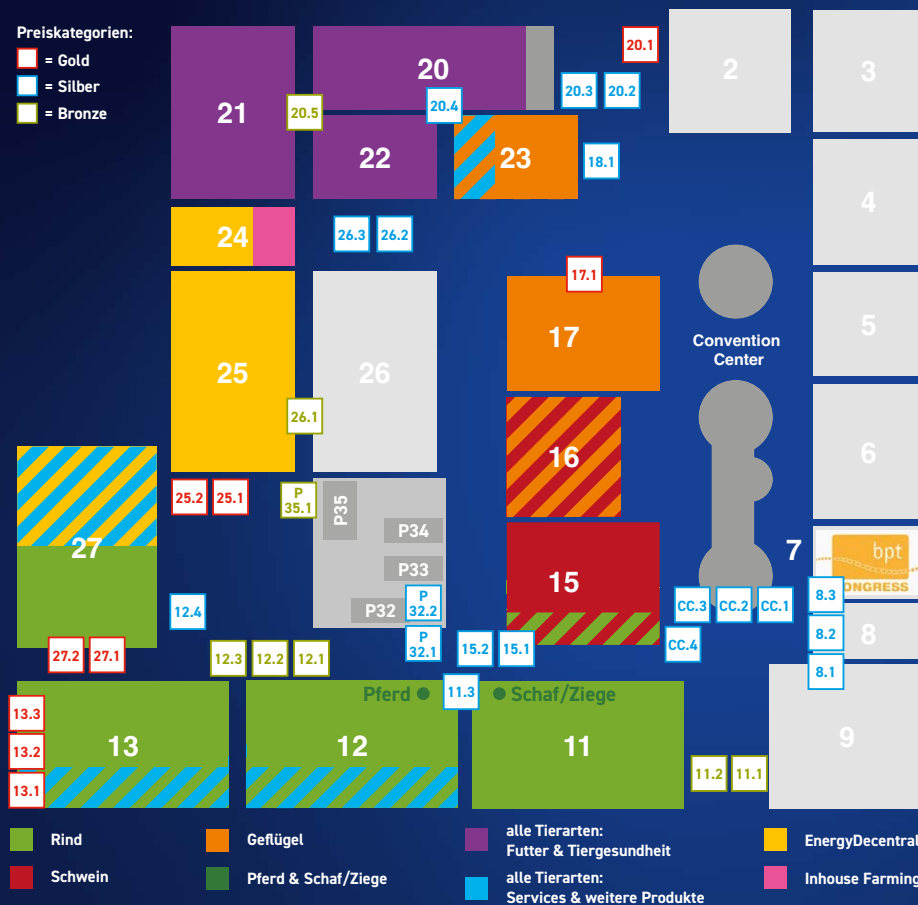 Preiskategorien:
= Gold
= Silber
= Bronze
20.1
2
3
20
21
20.5
20.4
20.3
20.2
22
23
18.1
4
24
26.3
26.2
17.1
17
Convention
Center
5
25
26
26.1
16
6
25.2
25.1
P
35.1
P35
P34
P33
P32
P
32.2
P
32.1
27
15
7
bpt
ONGRESS
12.4
CC.3
CC.2
CC.1
CC.4
8.3
8.2
8.1
8
27.2
27.1
12.3
12.2
12.1
15.2
15.1
Pferd
11.3
Schaf/Ziege
13.3
13.2
13.1
13
12
11
11.2
11.1
9
Rind
Schwein
Geflügel
Pferd & Schaf/Ziege
alle Tierarten:
Futter & Tiergesundheit
alle Tierarten:
Services & weitere Produkte
EnergyDecentral
Inhouse Farming